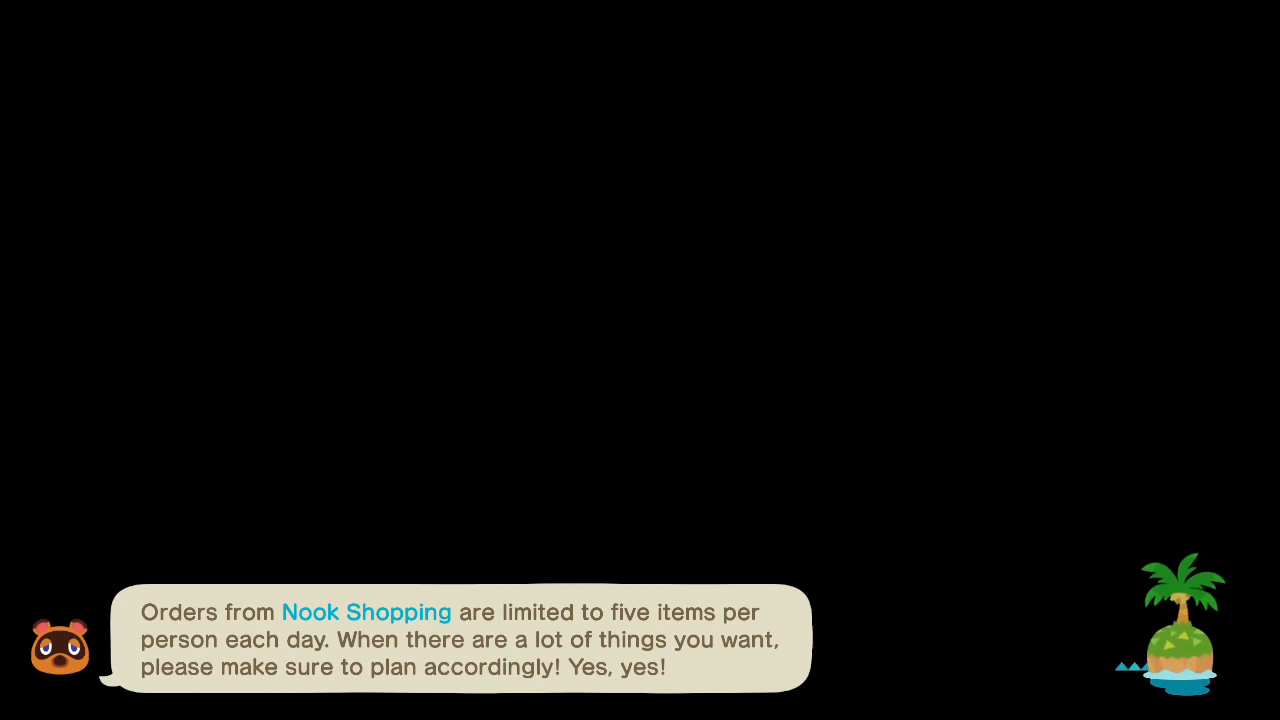 Orders from Nook Shopping are limited to five items per
person each day. When there are a lot of things you want,
please make sure to plan accordingly! Yes, yes!